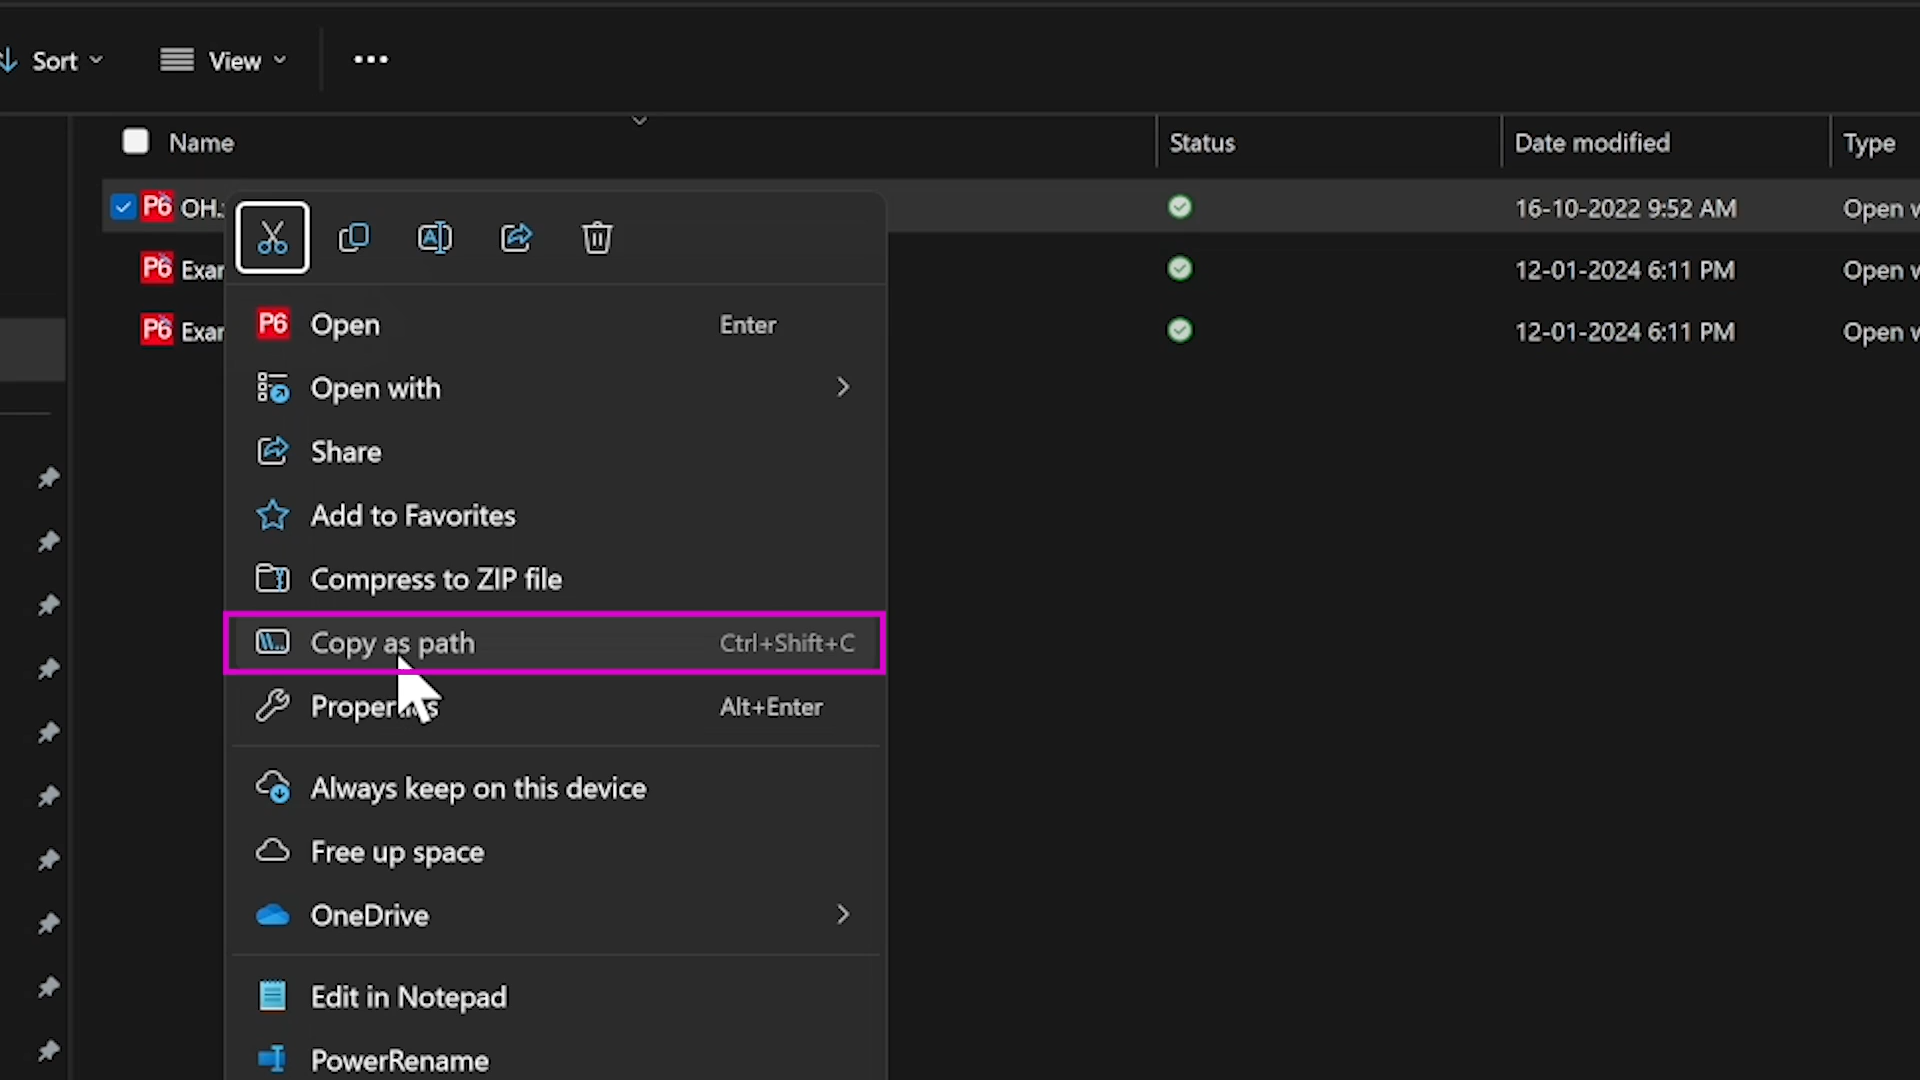 Sort View •••
Name Status Date modified Type
P6 OH. 16-10-2022 9:52 AM Open
P6 12-01-2024 6:11 PM Open
P6 12-01-2024 6:11 PM Open
P6 Open Enter
Open with
Share
Add to Favorites
Compress to ZIP file
Copy as path Ctrl+Shift+C
Properties Alt+Enter
Always keep on this device
Free up space
OneDrive
Edit in Notepad
PowerRename